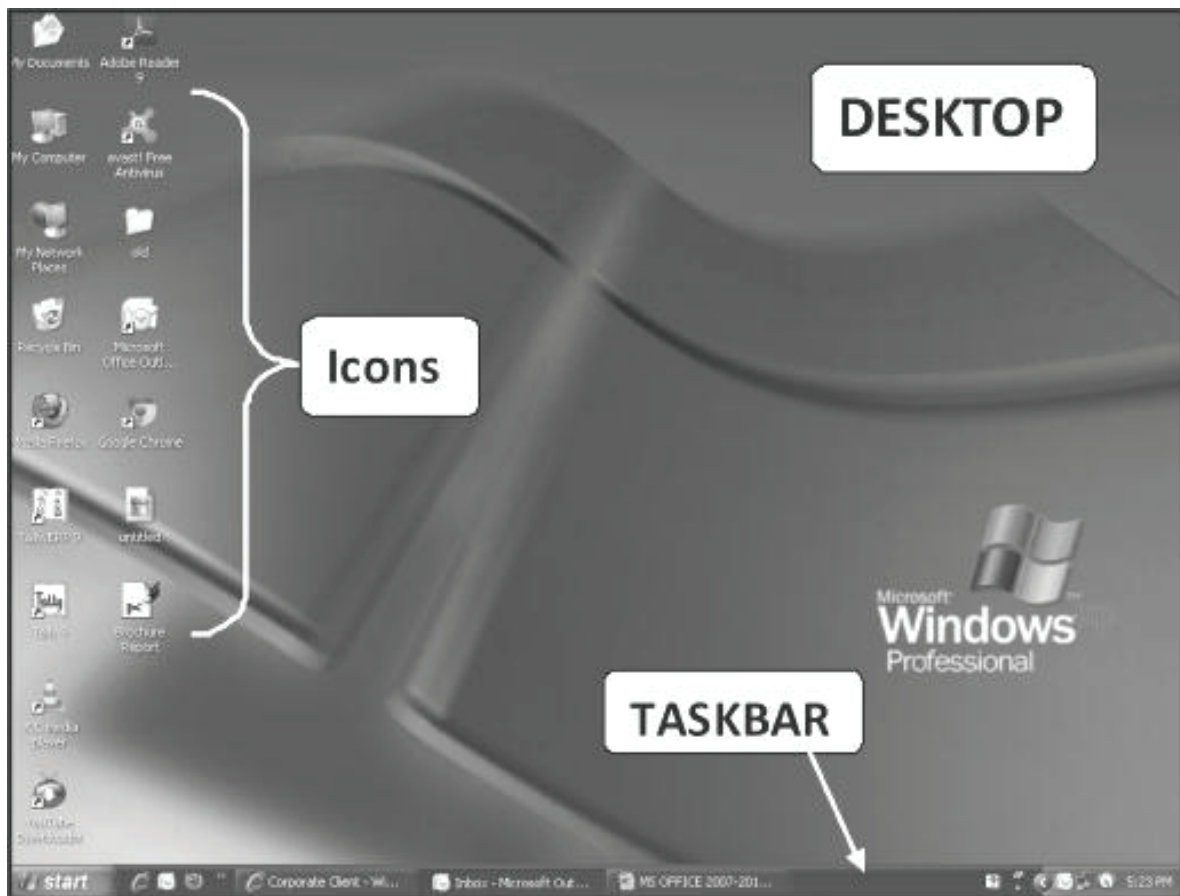 DESKTOP
My Documents
Adobe Reader
9
My Computer
avast! Free
Antivirus
My Network
Places
old
Recycle Bin
Microsoft
Office Outl...
Icons
Google Chrome
untitled
Brochure
Report
Microsoft
Windows
Professional
TASKBAR
start
Corporate Client - Wi...
Inbox - Microsoft Out ...
MS OFFICE 2007-201...
5:23 PM